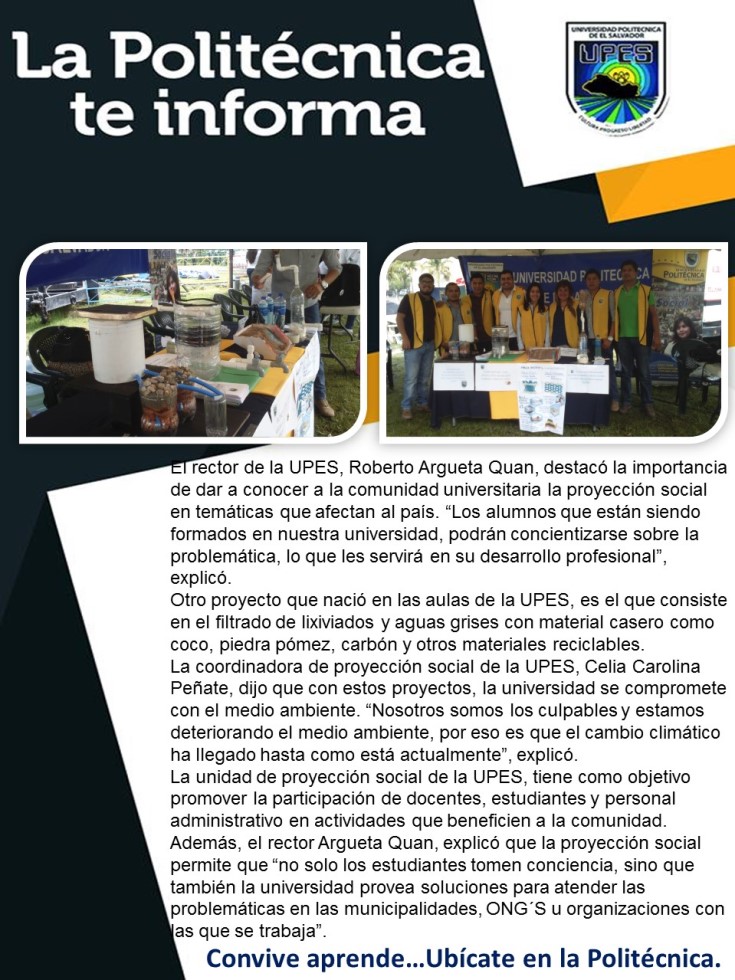 La Politécnica
te informa
UNIVERSIDAD POLITECNICA
DE EL SALVADOR
UPES
CULTURA PROGRESO LIBERTAD
UNIVERSIDAD POLITECNICA
POLITÉCNICA
El rector de la UPES, Roberto Argueta Quan, destacó la importancia
de dar a conocer a la comunidad universitaria la proyección social
en temáticas que afectan al país. “Los alumnos que están siendo
formados en nuestra universidad, podrán concientizarse sobre la
problemática, lo que les servirá en su desarrollo profesional”,
explicó.
Otro proyecto que nació en las aulas de la UPES, es el que consiste
en el filtrado de lixiviados y aguas grises con material casero como
coco, piedra pómez, carbón y otros materiales reciclables.
La coordinadora de proyección social de la UPES, Celia Carolina
Peñate, dijo que con estos proyectos, la universidad se compromete
con el medio ambiente. “Nosotros somos los culpables y estamos
deteriorando el medio ambiente, por eso es que el cambio climático
ha llegado hasta como está actualmente”, explicó.
La unidad de proyección social de la UPES, tiene como objetivo
promover la participación de docentes, estudiantes y personal
administrativo en actividades que beneficien a la comunidad.
Además, el rector Argueta Quan, explicó que la proyección social
permite que “no solo los estudiantes tomen conciencia, sino que
también la universidad provea soluciones para atender las
problemáticas en las municipalidades, ONG´S u organizaciones con
las que se trabaja”.
Convive aprende...Ubícate en la Politécnica.